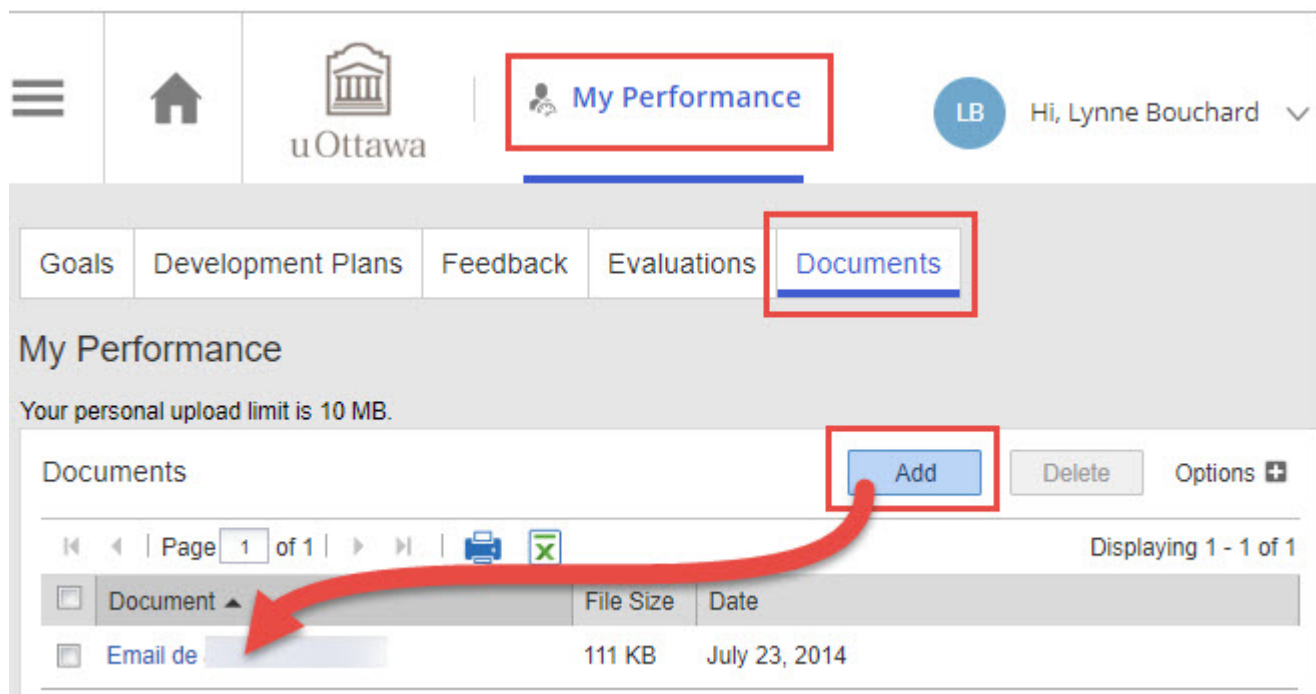 My Performance
LB Hi, Lynne Bouchard
uOttawa
Goals Development Plans Feedback Evaluations Documents
My Performance
Your personal upload limit is 10 MB.
Documents Add Delete Options
Page 1 of 1 Displaying 1 - 1 of 1
Document File Size Date
Email de 111 KB July 23, 2014